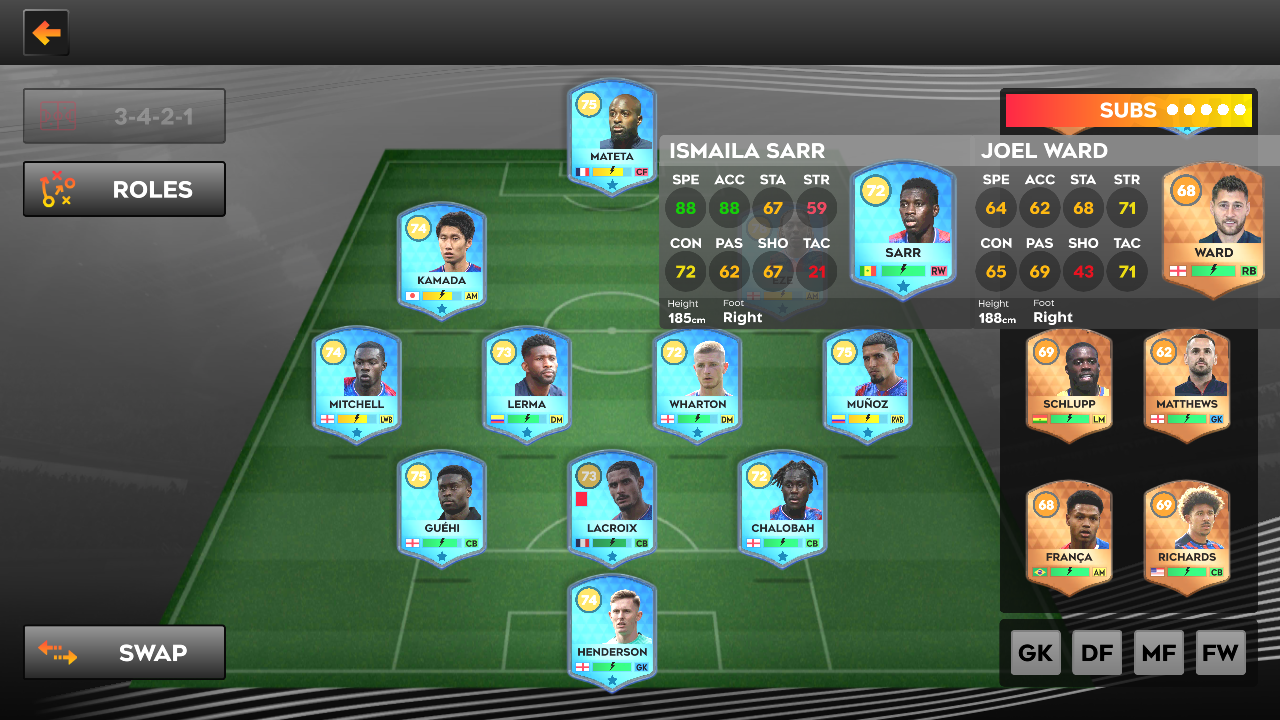 75
MATETA
CF
3-4-2-1
SUBS
ROLES
ISMAILA SARR
SPE ACC STA STR
88 88 67 59
CON PAS SHO TAC
72 62 67 21
Height Foot
185cm Right
72
SARR
RW
JOEL WARD
SPE ACC STA STR
64 62 68 71
CON PAS SHO TAC
65 69 43 71
Height Foot
188cm Right
68
WARD
RB
74
KAMADA
AM
EZE
AM
74
MITCHELL
LWB
73
LERMA
DM
72
WHARTON
DM
75
MUÑOZ
RWB
69
SCHLUPP
LM
62
MATTHEWS
GK
75
GUÉHI
CB
73
LACROIX
CB
72
CHALOBAH
CB
68
FRANÇA
AM
69
RICHARDS
CB
74
HENDERSON
GK
SWAP
GK DF MF FW